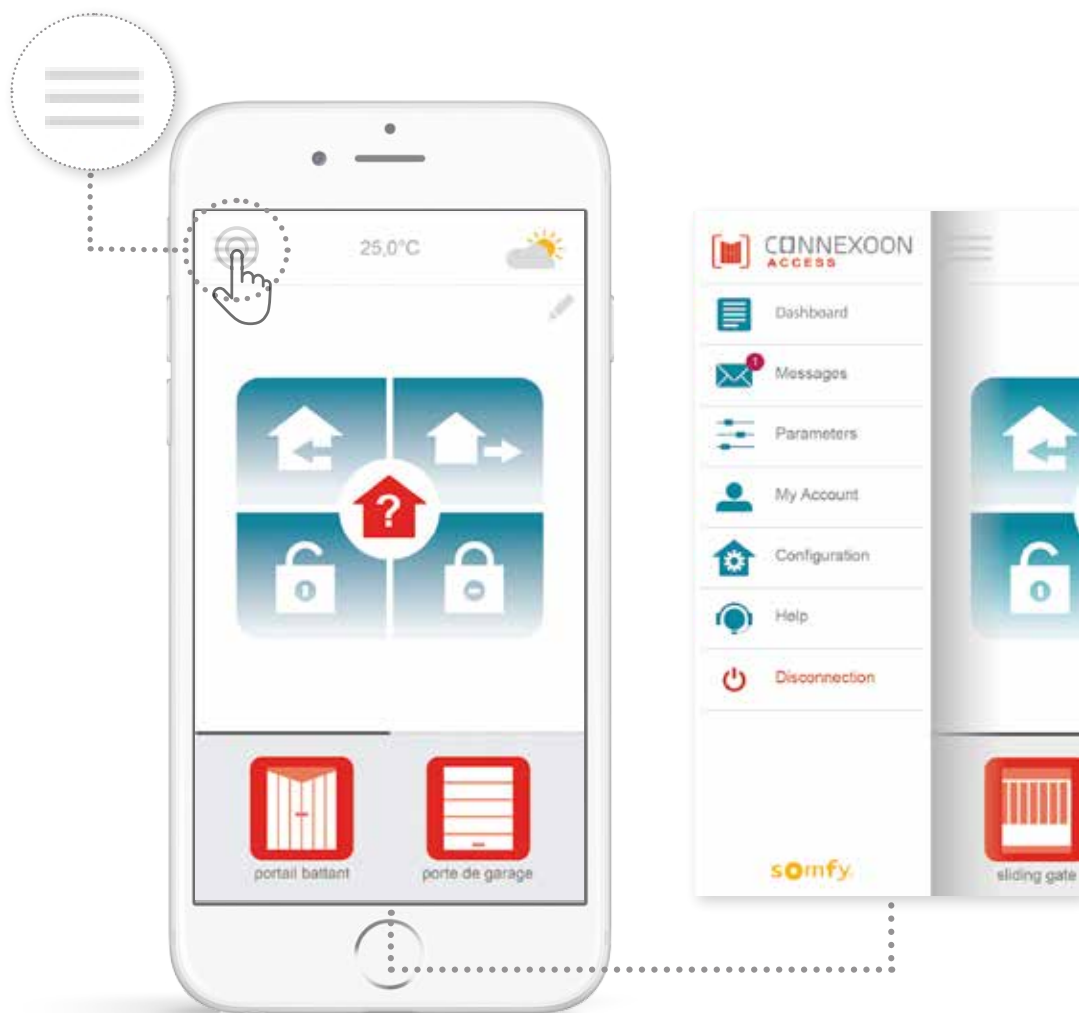 25,0°C
?
portail battant
porte de garage
CONNEXOON
ACCESS
Dashboard
1
Messages
Parameters
My Account
Configuration
Help
Disconnection
somfy.
sliding gate